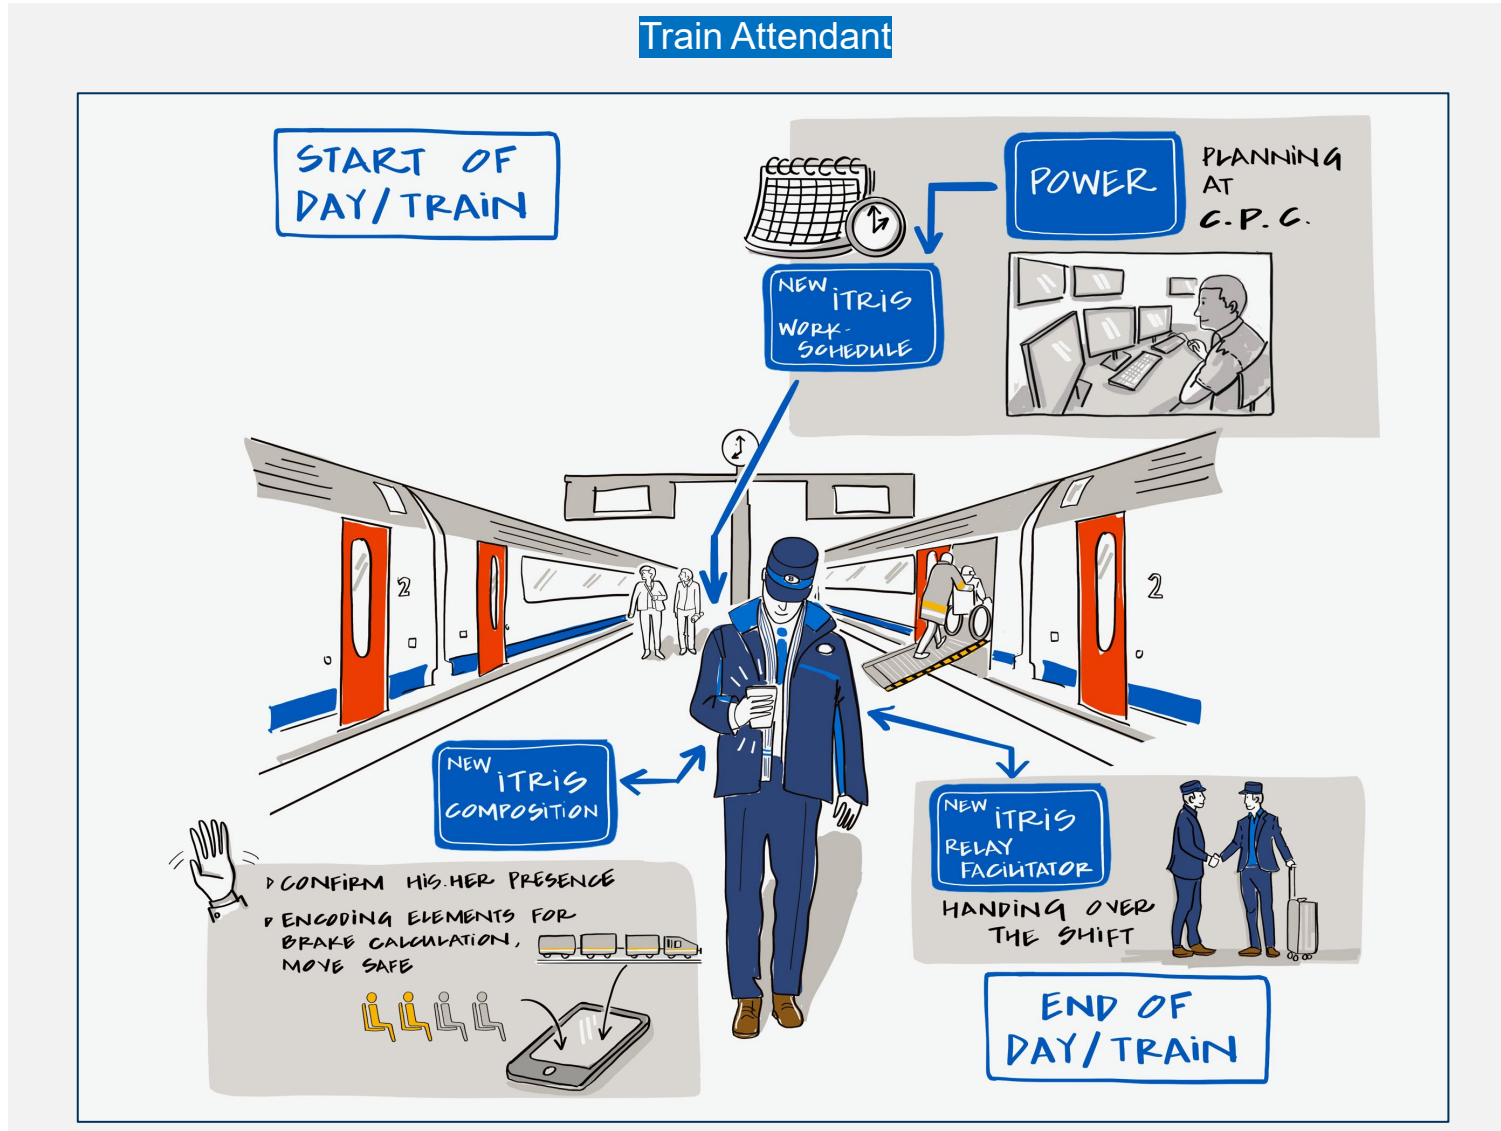 Train Attendant
START OF
DAY/TRAIN
POWER
PLANNING
AT
C.P.C.
NEW iTRIS
WORK-
SCHEDULE
2
2
NEW iTRIS
COMPOSITION
▷ CONFIRM HIS.HER PRESENCE
▷ ENCODING ELEMENTS FOR
BRAKE CALCULATION,
MOVE SAFE
NEW iTRIS
RELAY
FACILITATOR
HANDING OVER
THE SHIFT
END OF
DAY/TRAIN